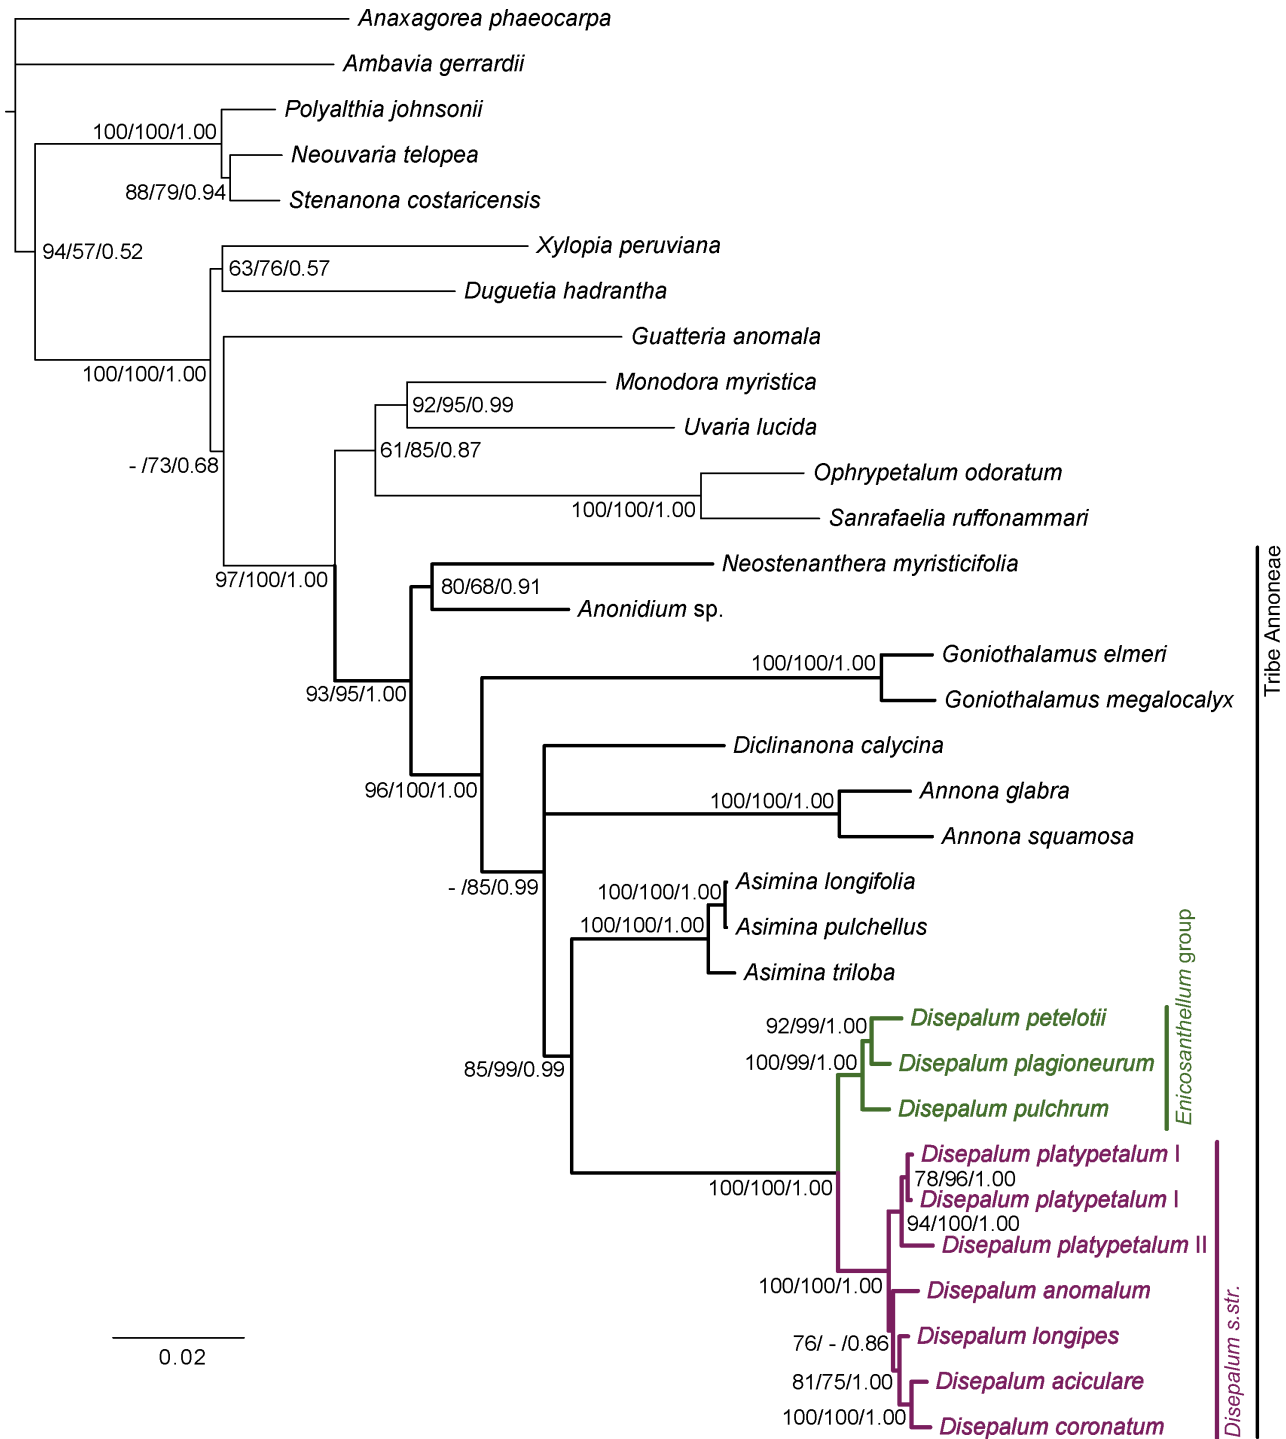 Anaxagorea phaeocarpa
Ambavia gerrardii
Polyalthia johnsonii
100/100/1.00
Neouvaria telopea
88/79/0.94
Stenanona costaricensis
Xylopia peruviana
94/57/0.52
63/76/0.57
Duguetia hadrantha
Guatteria anomala
100/100/1.00
Monodora myristica
92/95/0.99
Uvaria lucida
61/85/0.87
- /73/0.68
Ophrypetalum odoratum
100/100/1.00
Sanrafaelia ruffonammari
Neostenanthera myristicifolia
97/100/1.00
80/68/0.91
Anonidium sp.
Goniothalamus elmeri
100/100/1.00
93/95/1.00
Goniothalamus megalocalyx
Diclinanona calycina
96/100/1.00
Annona glabra
100/100/1.00
Annona squamosa
- /85/0.99
Asimina longifolia
100/100/1.00
Asimina pulchellus
100/100/1.00
Asimina triloba
Disepalum petelotii
92/99/1.00
Disepalum plagioneurum
100/99/1.00
85/99/0.99
Disepalum pulchrum
Disepalum platypetalum I
78/96/1.00
100/100/1.00
Disepalum platypetalum I
94/100/1.00
Disepalum platypetalum II
100/100/1.00
Disepalum anomalum
Disepalum longipes
76/ - /0.86
Disepalum aciculare
81/75/1.00
100/100/1.00
Disepalum coronatum
0.02
Tribe Annoneae
Enicosanthellum group
Disepalum s.str.